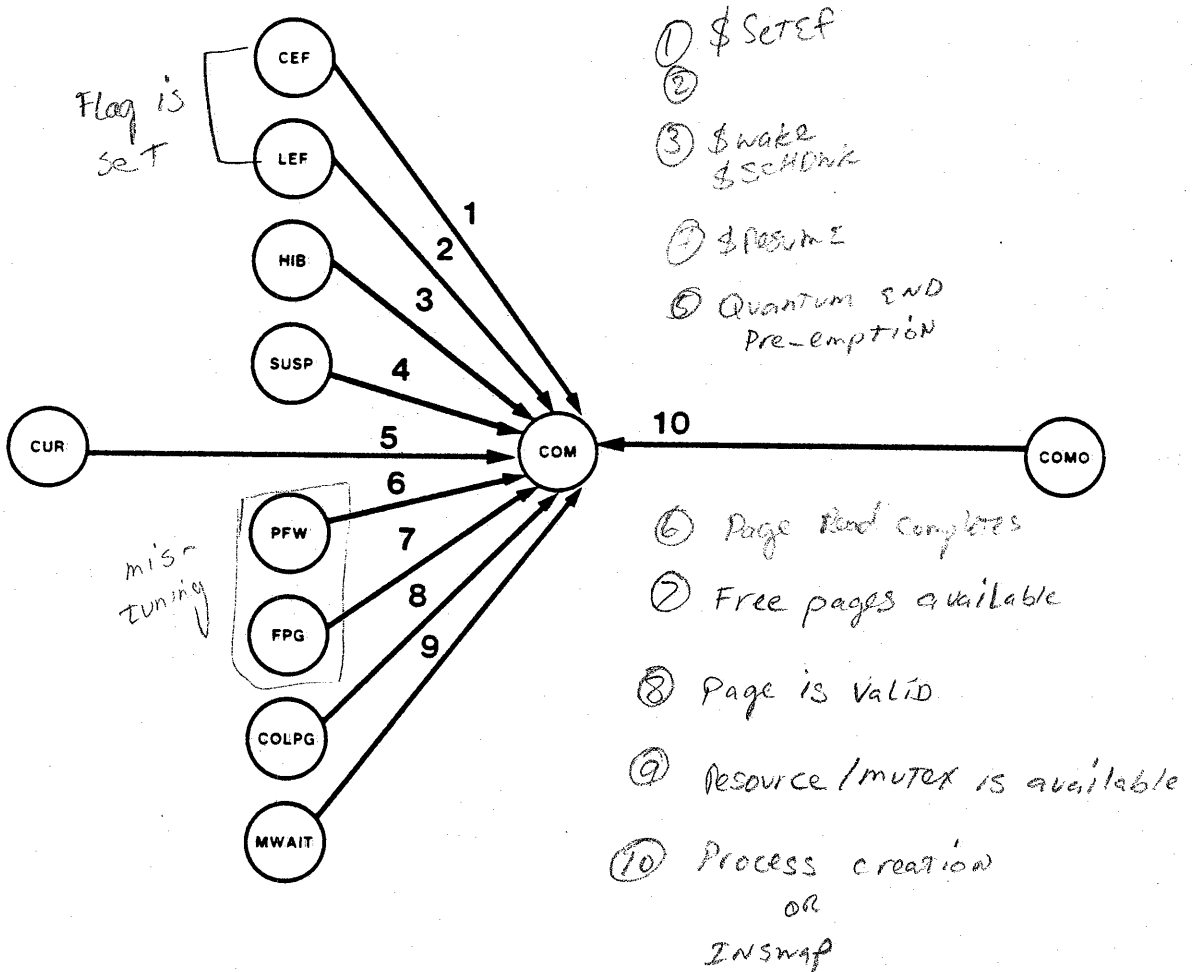 CEF
LEF
HIB
SUSP
CUR
PFW
FPG
COLPG
MWAIT
COM
COMO
1
2
3
4
5
6
7
8
9
10
Flag is
set
mis-
tuning
① $SETEF
②
③ $wake
$SCHDWK
④ $RESUME
⑤ Quantum END
Pre-emption
⑥ Page Read completes
⑦ Free pages available
⑧ Page is valid
⑨ Resource/mutex is available
⑩ Process creation
OR
INswap